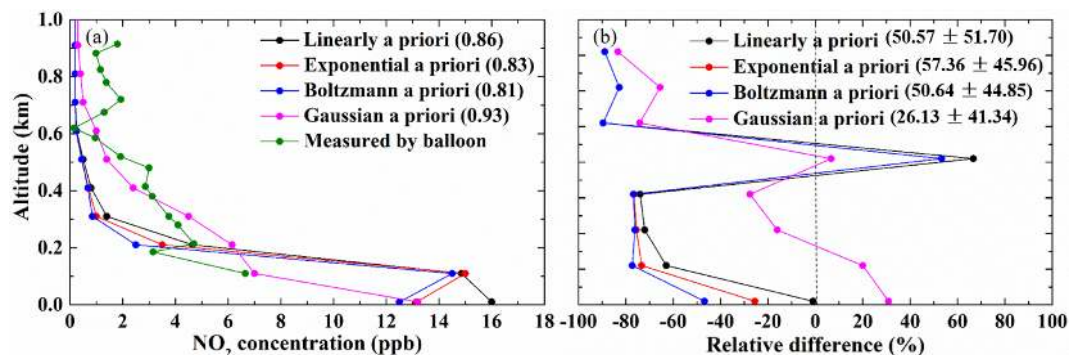 (a)
Linearly a priori (0.86)
Exponential a priori (0.83)
Boltzmann a priori (0.81)
Gaussian a priori (0.93)
Measured by balloon
Altitude (km)
1.0
0.8
0.6
0.4
0.2
0.0
0 2 4 6 8 10 12 14 16 18
NO₂ concentration (ppb)
(b)
Linearly a priori (50.57 ± 51.70)
Exponential a priori (57.36 ± 45.96)
Boltzmann a priori (50.64 ± 44.85)
Gaussian a priori (26.13 ± 41.34)
-100 -80 -60 -40 -20 0 20 40 60 80 100
Relative difference (%)